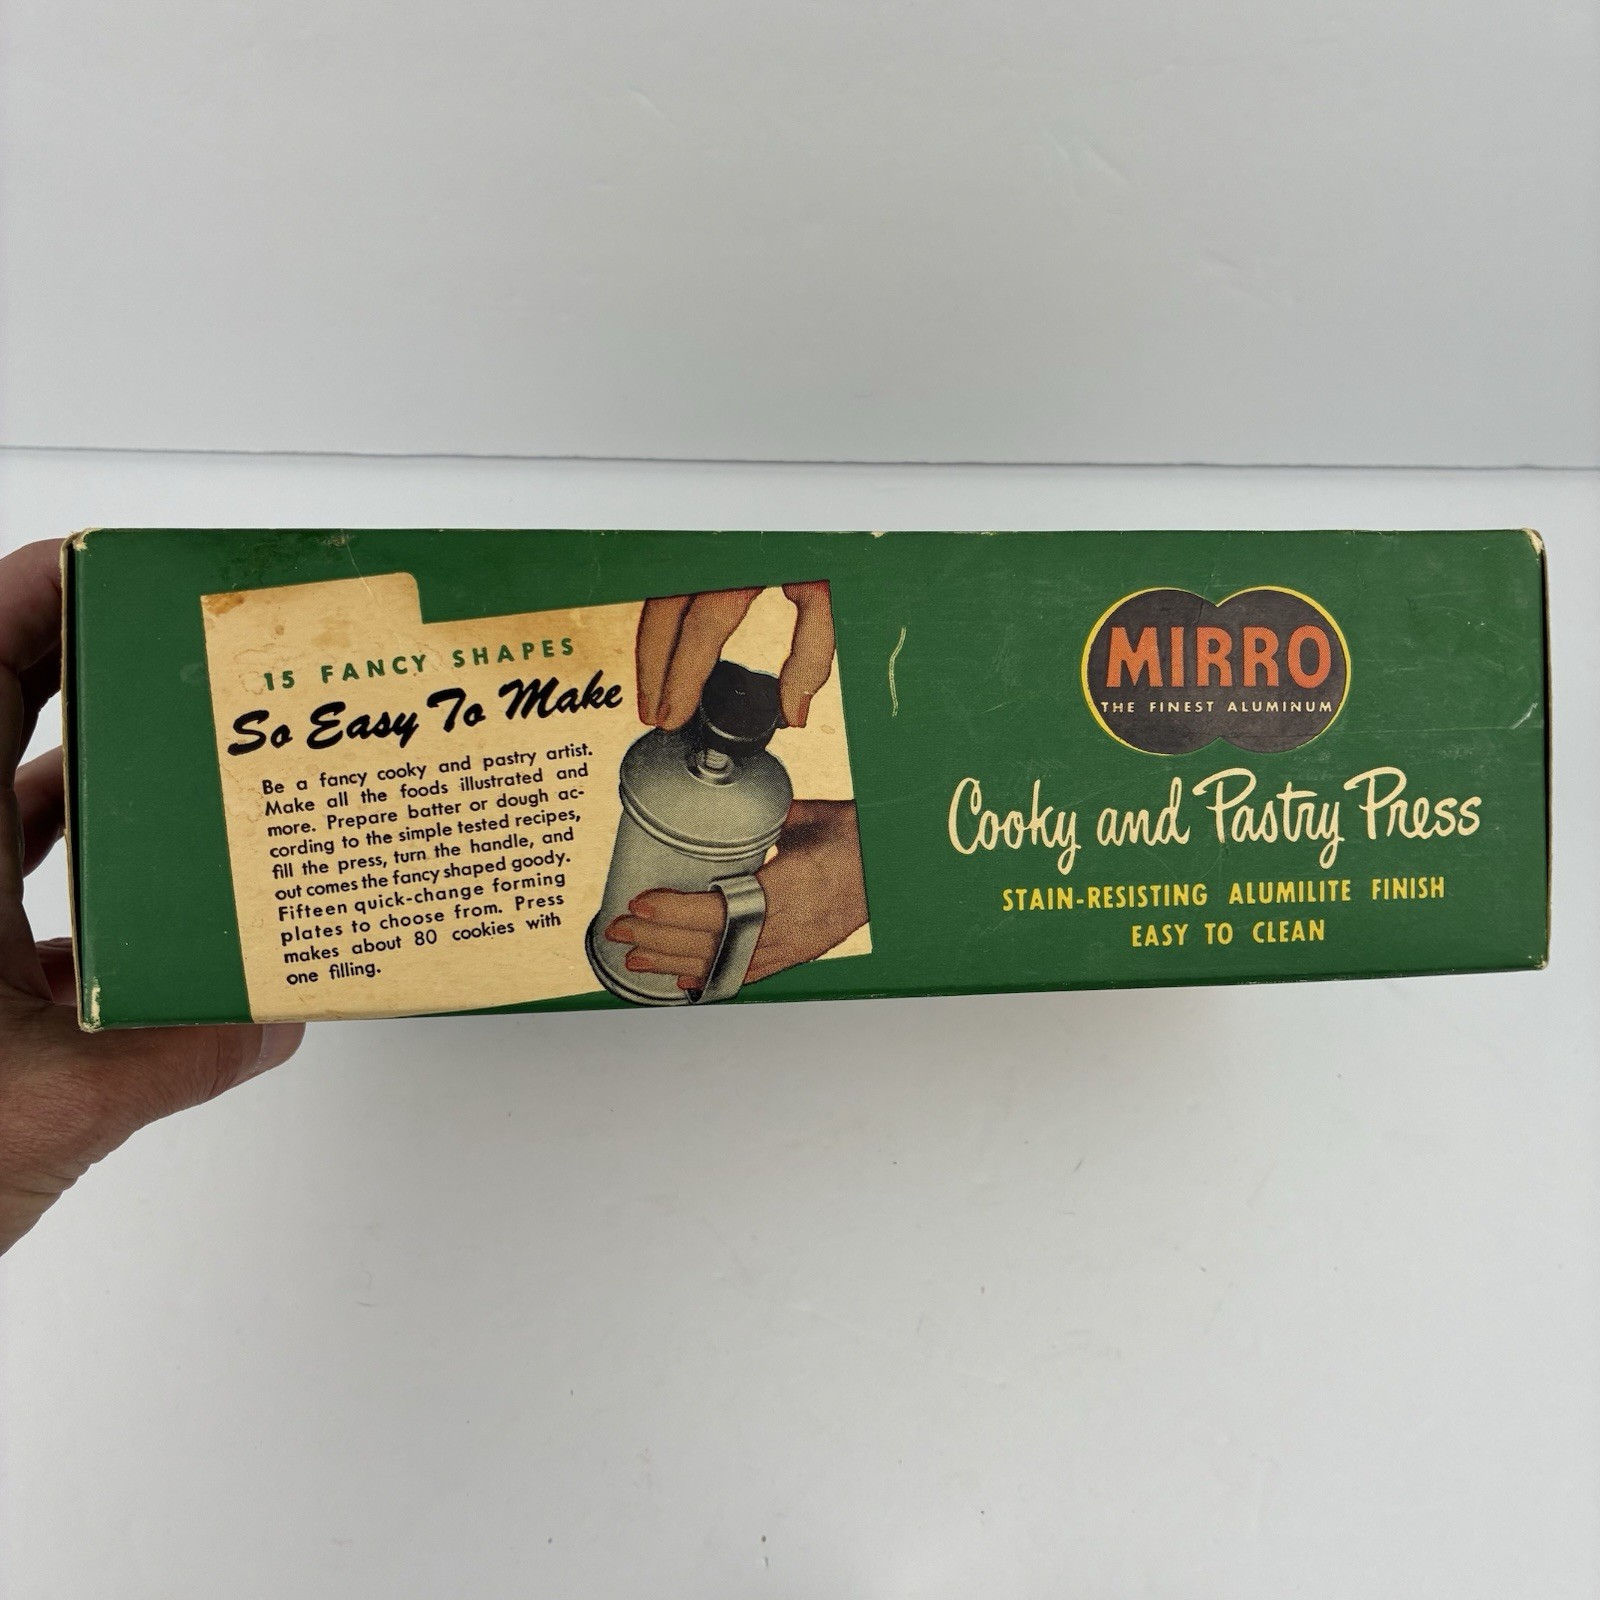 15 FANCY SHAPES
So Easy To Make
Be a fancy cooky and pastry artist.
Make all the foods illustrated and
more. Prepare batter or dough ac-
cording to the simple tested recipes,
fill the press, turn the handle, and
out comes the fancy shaped goody.
Fifteen quick-change forming
plates to choose from. Press
makes about 80 cookies with
one filling.
MIRRO
THE FINEST ALUMINUM
Cooky and Pastry Press
STAIN-RESISTING ALUMILITE FINISH
EASY TO CLEAN